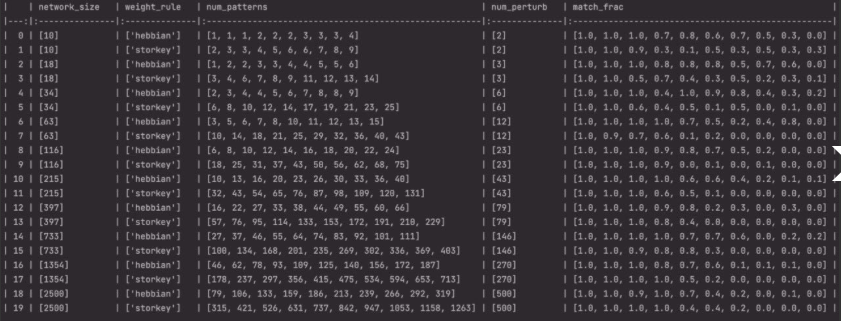 |    | network_size | weight_rule | num_patterns | num_perturb | match_frac |
|---:|:-------------|:------------|:-------------|:------------|:-----------|
| 0 | [10] | ['hebbian'] | [1, 1, 1, 2, 2, 2, 3, 3, 3, 4] | [2] | [1.0, 1.0, 1.0, 0.7, 0.8, 0.6, 0.7, 0.5, 0.3, 0.0] |
| 1 | [10] | ['storkey'] | [2, 3, 3, 4, 5, 6, 6, 7, 8, 9] | [2] | [1.0, 1.0, 0.9, 0.3, 0.1, 0.5, 0.3, 0.5, 0.3, 0.3] |
| 2 | [18] | ['hebbian'] | [1, 2, 2, 3, 3, 4, 4, 5, 5, 6] | [3] | [1.0, 1.0, 1.0, 0.8, 0.8, 0.8, 0.5, 0.7, 0.6, 0.0] |
| 3 | [18] | ['storkey'] | [3, 4, 6, 7, 8, 9, 11, 12, 13, 14] | [3] | [1.0, 1.0, 0.5, 0.7, 0.4, 0.3, 0.5, 0.2, 0.3, 0.1] |
| 4 | [34] | ['hebbian'] | [2, 3, 4, 4, 5, 6, 7, 8, 8, 9] | [6] | [1.0, 1.0, 1.0, 0.4, 1.0, 0.9, 0.8, 0.4, 0.3, 0.2] |
| 5 | [34] | ['storkey'] | [6, 8, 10, 12, 14, 17, 19, 21, 23, 25] | [6] | [1.0, 1.0, 0.6, 0.4, 0.5, 0.1, 0.5, 0.0, 0.1, 0.0] |
| 6 | [63] | ['hebbian'] | [3, 5, 6, 7, 8, 10, 11, 12, 13, 15] | [12] | [1.0, 1.0, 1.0, 1.0, 0.7, 0.5, 0.2, 0.4, 0.8, 0.0] |
| 7 | [63] | ['storkey'] | [10, 14, 18, 21, 25, 29, 32, 36, 40, 43] | [12] | [1.0, 0.9, 0.7, 0.6, 0.1, 0.2, 0.0, 0.0, 0.0, 0.0] |
| 8 | [116] | ['hebbian'] | [6, 8, 10, 12, 14, 16, 18, 20, 22, 24] | [23] | [1.0, 1.0, 1.0, 0.9, 0.8, 0.7, 0.5, 0.2, 0.0, 0.0] |
| 9 | [116] | ['storkey'] | [18, 25, 31, 37, 43, 50, 56, 62, 68, 75] | [23] | [1.0, 1.0, 1.0, 0.9, 0.0, 0.1, 0.0, 0.1, 0.0, 0.0] |
| 10 | [215] | ['hebbian'] | [10, 13, 16, 20, 23, 26, 30, 33, 36, 40] | [43] | [1.0, 1.0, 1.0, 1.0, 0.6, 0.6, 0.4, 0.2, 0.1, 0.1] |
| 11 | [215] | ['storkey'] | [32, 43, 54, 65, 76, 87, 98, 109, 120, 131] | [43] | [1.0, 1.0, 1.0, 0.6, 0.5, 0.1, 0.0, 0.0, 0.0, 0.0] |
| 12 | [397] | ['hebbian'] | [16, 22, 27, 33, 38, 44, 49, 55, 60, 66] | [79] | [1.0, 1.0, 1.0, 0.9, 0.8, 0.2, 0.3, 0.0, 0.3, 0.0] |
| 13 | [397] | ['storkey'] | [57, 76, 95, 114, 133, 153, 172, 191, 210, 229] | [79] | [1.0, 1.0, 1.0, 0.8, 0.4, 0.0, 0.0, 0.0, 0.0, 0.0] |
| 14 | [733] | ['hebbian'] | [27, 37, 46, 55, 64, 74, 83, 92, 101, 111] | [146] | [1.0, 1.0, 1.0, 1.0, 0.7, 0.7, 0.6, 0.0, 0.2, 0.2] |
| 15 | [733] | ['storkey'] | [100, 134, 168, 201, 235, 269, 302, 336, 369, 403] | [146] | [1.0, 1.0, 0.9, 0.8, 0.8, 0.3, 0.0, 0.0, 0.0, 0.0] |
| 16 | [1354] | ['hebbian'] | [46, 62, 78, 93, 109, 125, 140, 156, 172, 187] | [270] | [1.0, 1.0, 1.0, 0.8, 0.7, 0.6, 0.1, 0.1, 0.1, 0.0] |
| 17 | [1354] | ['storkey'] | [178, 237, 297, 356, 415, 475, 534, 594, 653, 713] | [270] | [1.0, 1.0, 1.0, 0.5, 0.7, 0.2, 0.0, 0.0, 0.0, 0.0] |
| 18 | [2500] | ['hebbian'] | [79, 106, 133, 159, 186, 213, 239, 266, 292, 319] | [500] | [1.0, 1.0, 0.9, 1.0, 0.7, 0.4, 0.2, 0.0, 0.1, 0.0] |
| 19 | [2500] | ['storkey'] | [315, 421, 526, 631, 737, 842, 947, 1053, 1158, 1263] | [500] | [1.0, 1.0, 1.0, 1.0, 0.4, 0.4, 0.2, 0.0, 0.0, 0.0] |